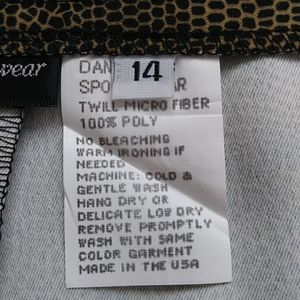 wear
14
DAN
SPO AR
TWILL MICRO FIBER
100% POLY
NO BLEACHING
WARM IRONING IF
NEEDED
MACHINE: COLD &
GENTLE WASH
HANG DRY OR
DELICATE LOW DRY
REMOVE PROMPTLY
WASH WITH SAME
COLOR GARMENT
MADE IN THE USA